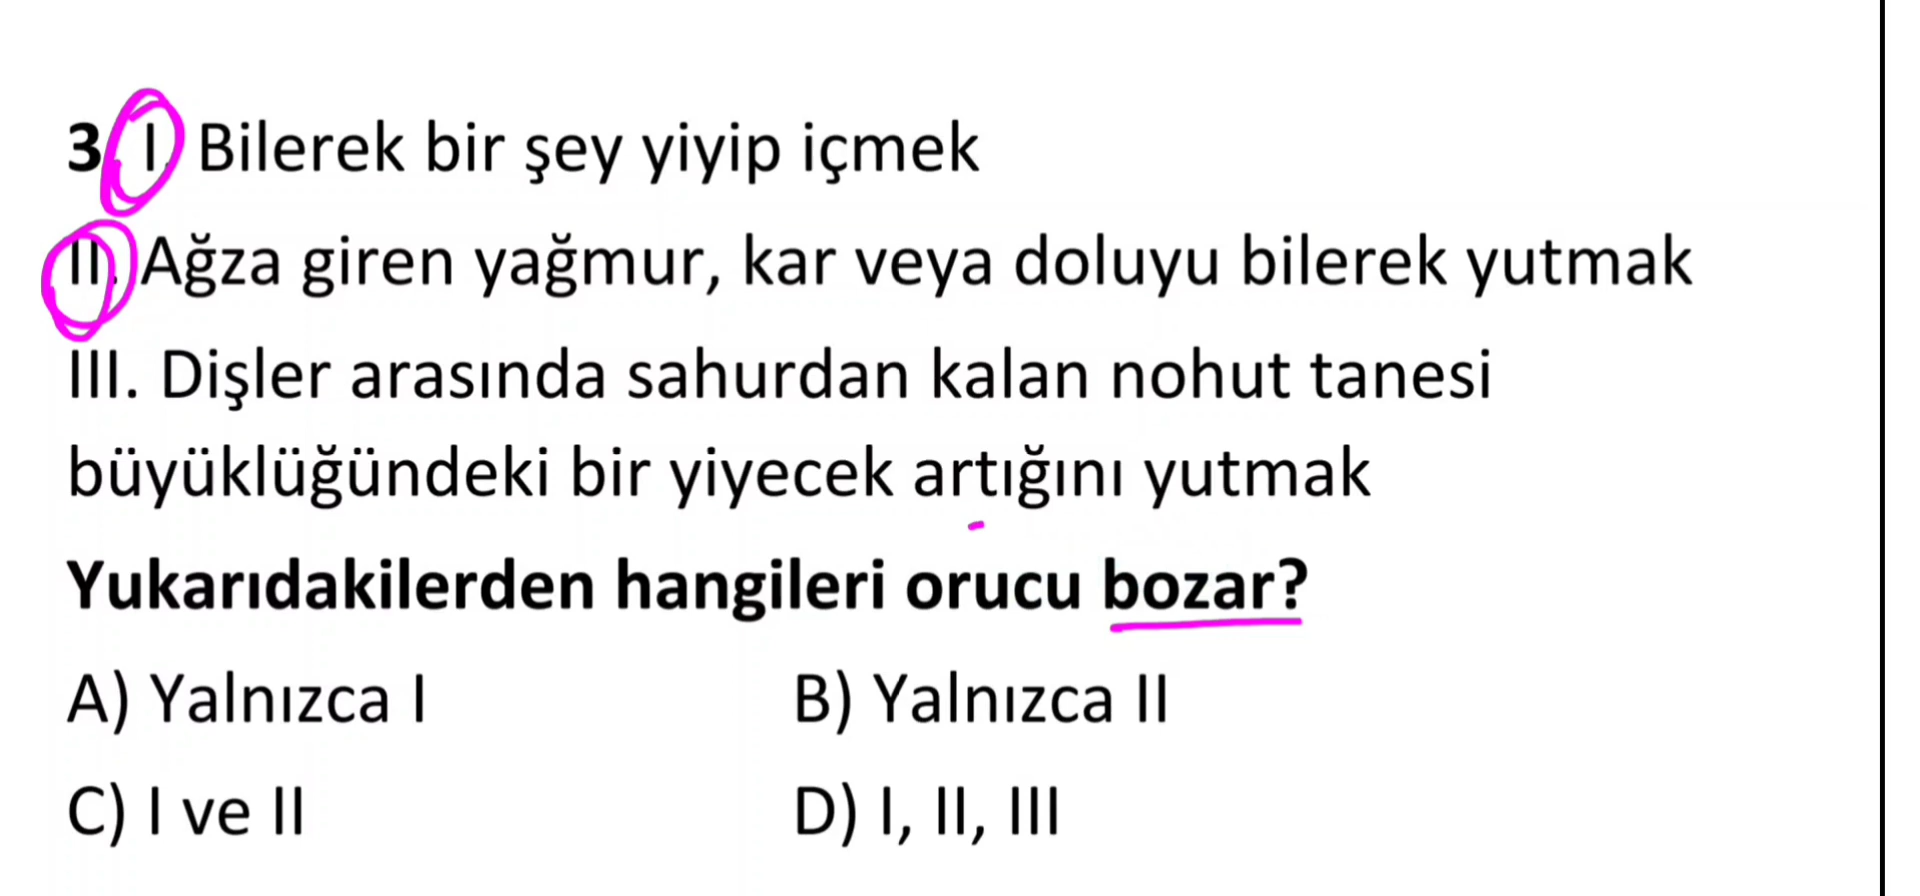 3. I. Bilerek bir şey yiyip içmek
II. Ağza giren yağmur, kar veya doluyu bilerek yutmak
III. Dişler arasında sahurdan kalan nohut tanesi
büyüklüğündeki bir yiyecek artığını yutmak
Yukarıdakilerden hangileri orucu bozar?
A) Yalnızca I B) Yalnızca II
C) I ve II D) I, II, III